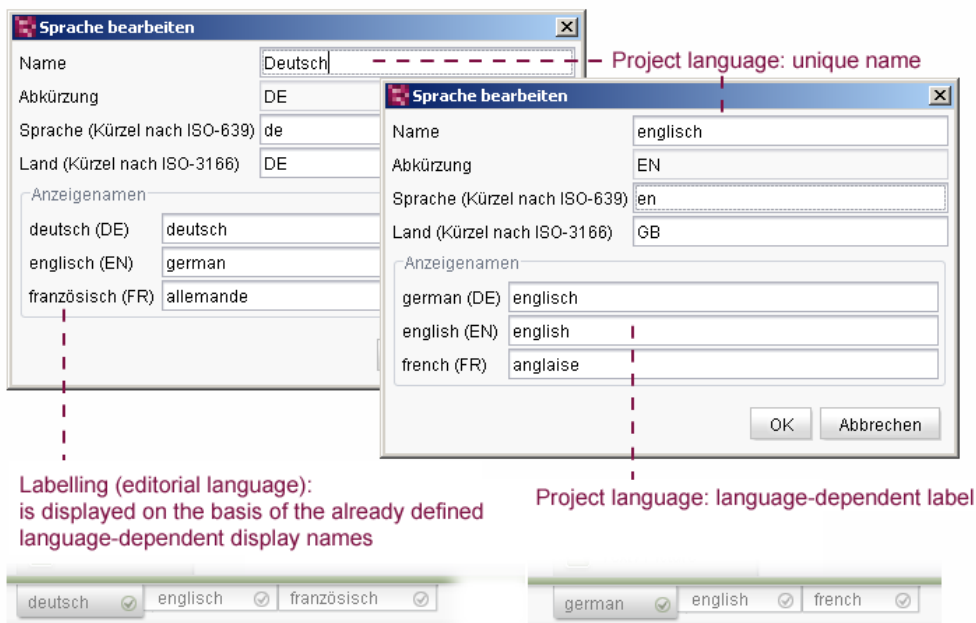 Sprache bearbeiten
Name Deutsch
Abkürzung DE
Sprache (Kürzel nach ISO-639) de
Land (Kürzel nach ISO-3166) DE
Anzeigenamen
deutsch (DE) deutsch
englisch (EN) german
französisch (FR) allemande
Project language: unique name
Sprache bearbeiten
Name englisch
Abkürzung EN
Sprache (Kürzel nach ISO-639) en
Land (Kürzel nach ISO-3166) GB
Anzeigenamen
german (DE) englisch
english (EN) english
french (FR) anglaise
OK Abbrechen
Labelling (editorial language):
is displayed on the basis of the already defined
language-dependent display names
Project language: language-dependent label
deutsch englisch französisch
german english french